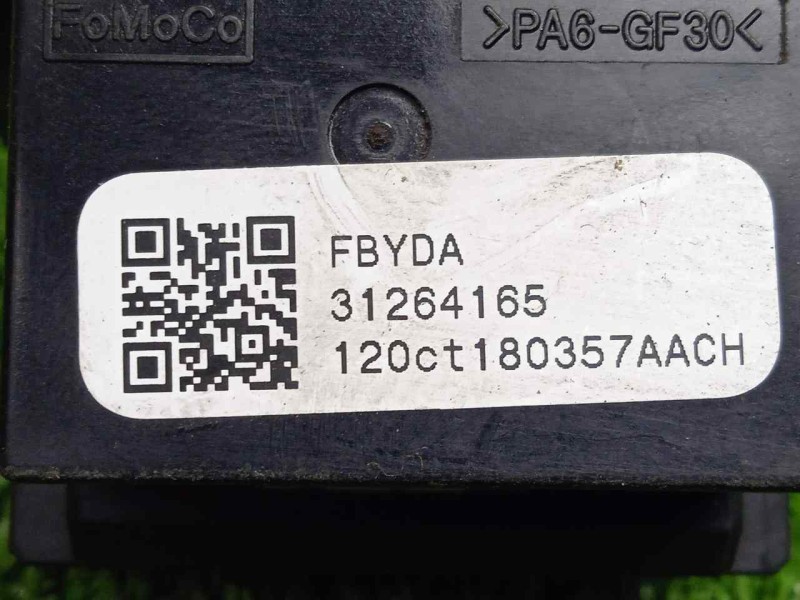 FoMoCo
>PA6-GF30<
FBYDA
31264165
120ct180357AACH